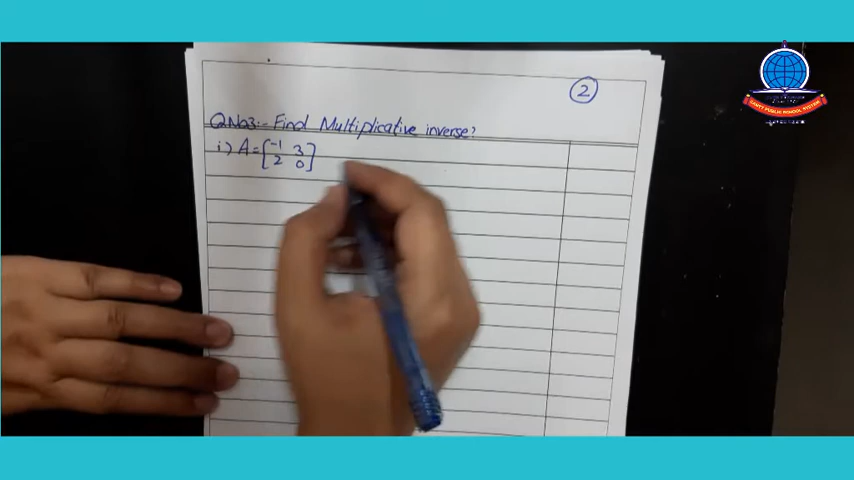 2
Q.No3:- Find Multiplicative inverse?
i) A = [-1 3
2 0]